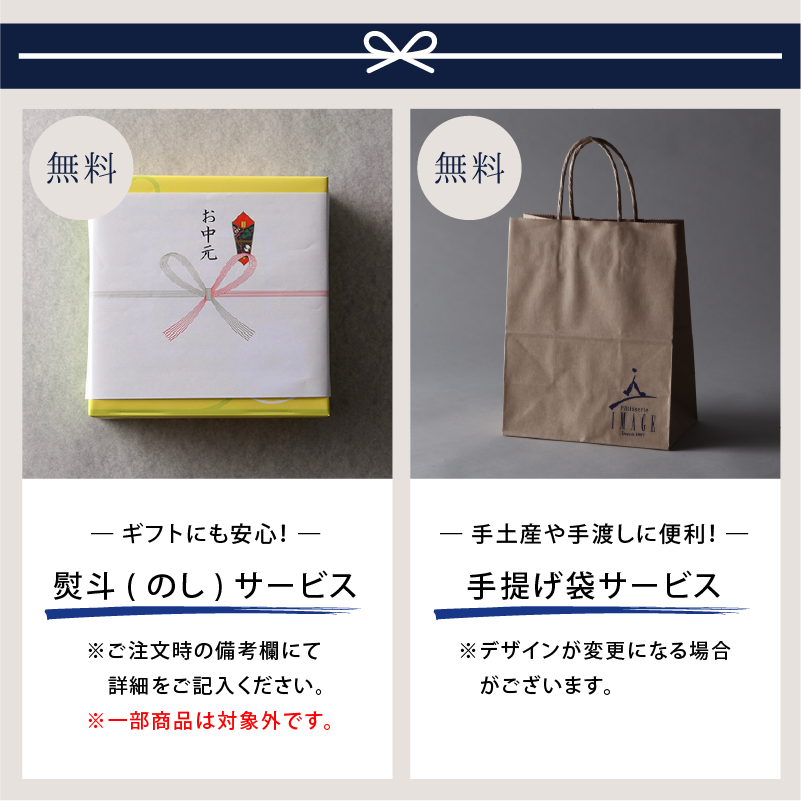 無料
お中元
― ギフトにも安心! ―
熨斗(のし)サービス
※ご注文時の備考欄にて
詳細をご記入ください。
※一部商品は対象外です。
無料
Pâtisserie
IMAGE
― 手土産や手渡しに便利! ―
手提げ袋サービス
※デザインが変更になる場合
がございます。